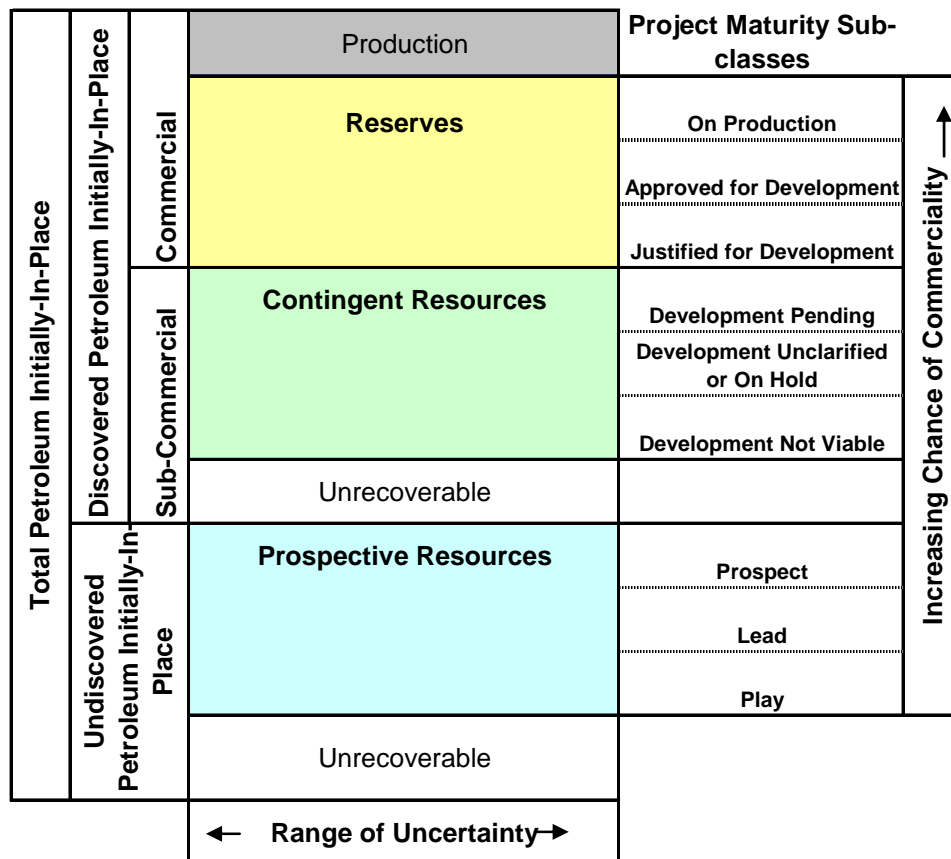 Total Petroleum Initially-In-Place
Discovered Petroleum Initially-In-Place
Commercial
Sub-Commercial
Undiscovered
Petroleum Initially-In-
Place
Production
Reserves
Contingent Resources
Unrecoverable
Prospective Resources
Unrecoverable
Project Maturity Sub-
classes
On Production
Approved for Development
Justified for Development
Development Pending
Development Unclarified
or On Hold
Development Not Viable
Prospect
Lead
Play
Increasing Chance of Commerciality
Range of Uncertainty